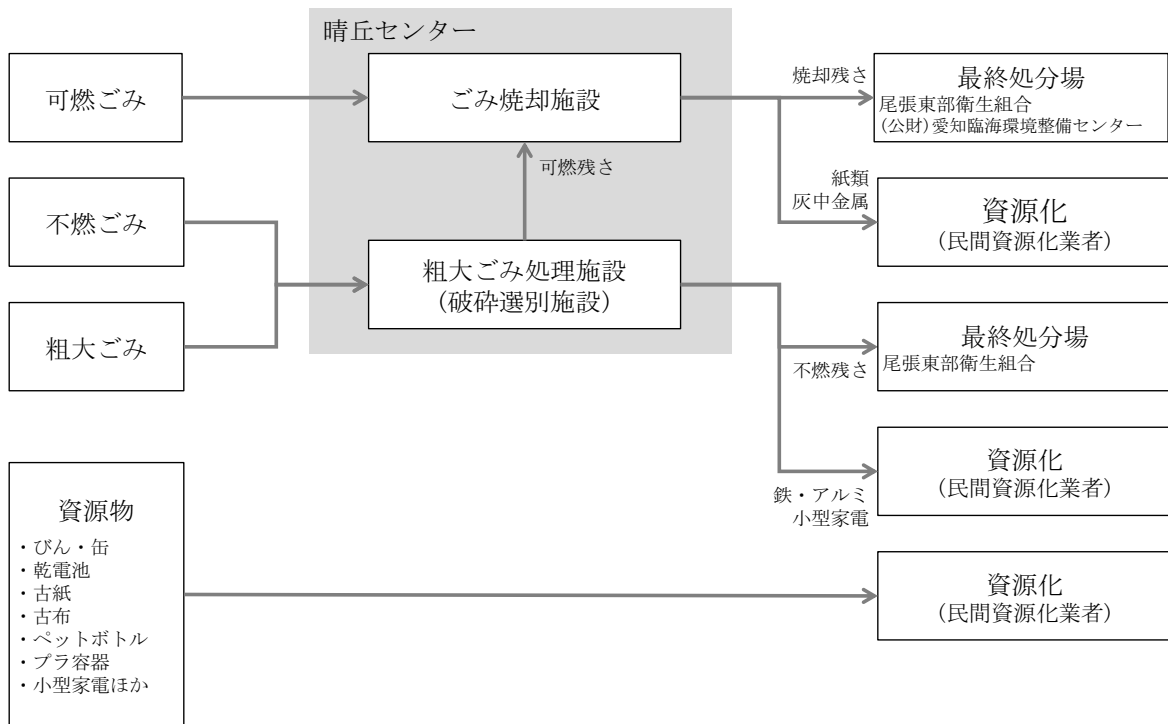 晴丘センター
可燃ごみ
ごみ焼却施設
焼却残さ
最終処分場
尾張東部衛生組合
(公財)愛知臨海環境整備センター
可燃残さ
紙類
灰中金属
資源化
(民間資源化業者)
不燃ごみ
粗大ごみ処理施設
(破砕選別施設)
粗大ごみ
不燃残さ
最終処分場
尾張東部衛生組合
鉄・アルミ
小型家電
資源化
(民間資源化業者)
資源物
・びん・缶
・乾電池
・古紙
・古布
・ペットボトル
・プラ容器
・小型家電ほか
資源化
(民間資源化業者)